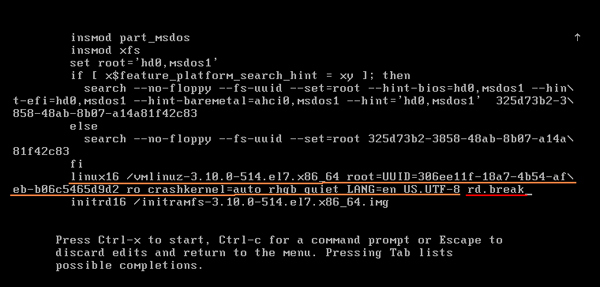 insmod part_msdos
insmod xfs
set root='hd0,msdos1'
if [ x$feature_platform_search_hint = xy ]; then
search --no-floppy --fs-uuid --set=root --hint-bios=hd0,msdos1 --hin\
t-efi=hd0,msdos1 --hint-baremetal=ahci0,msdos1 --hint='hd0,msdos1'  325d73b2-3\
858-48ab-8b07-a14a81f42c83
else
search --no-floppy --fs-uuid --set=root 325d73b2-3858-48ab-8b07-a14a\
81f42c83
fi
linux16 /vmlinuz-3.10.0-514.el7.x86_64 root=UUID=306ee11f-18a7-4b54-af\
eb-b06c5465d9d2 ro crashkernel=auto rhgb quiet LANG=en_US.UTF-8 rd.break_
initrd16 /initramfs-3.10.0-514.el7.x86_64.img
Press Ctrl-x to start, Ctrl-c for a command prompt or Escape to
discard edits and return to the menu. Pressing Tab lists
possible completions.